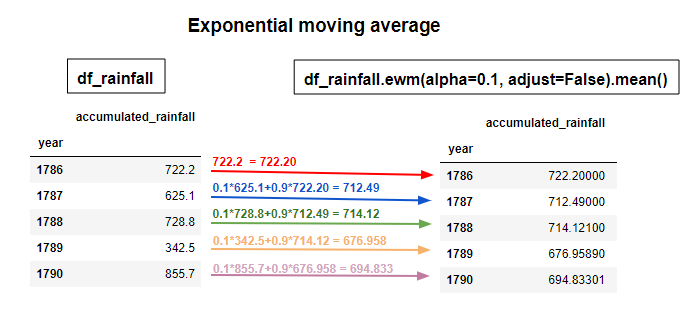 Exponential moving average
df_rainfall
df_rainfall.ewm(alpha=0.1, adjust=False).mean()
accumulated_rainfall
year
1786 722.2
1787 625.1
1788 728.8
1789 342.5
1790 855.7
722.2 = 722.20
0.1*625.1+0.9*722.20 = 712.49
0.1*728.8+0.9*712.49 = 714.12
0.1*342.5+0.9*714.12 = 676.958
0.1*855.7+0.9*676.958 = 694.833
accumulated_rainfall
year
1786 722.20000
1787 712.49000
1788 714.12100
1789 676.95890
1790 694.83301